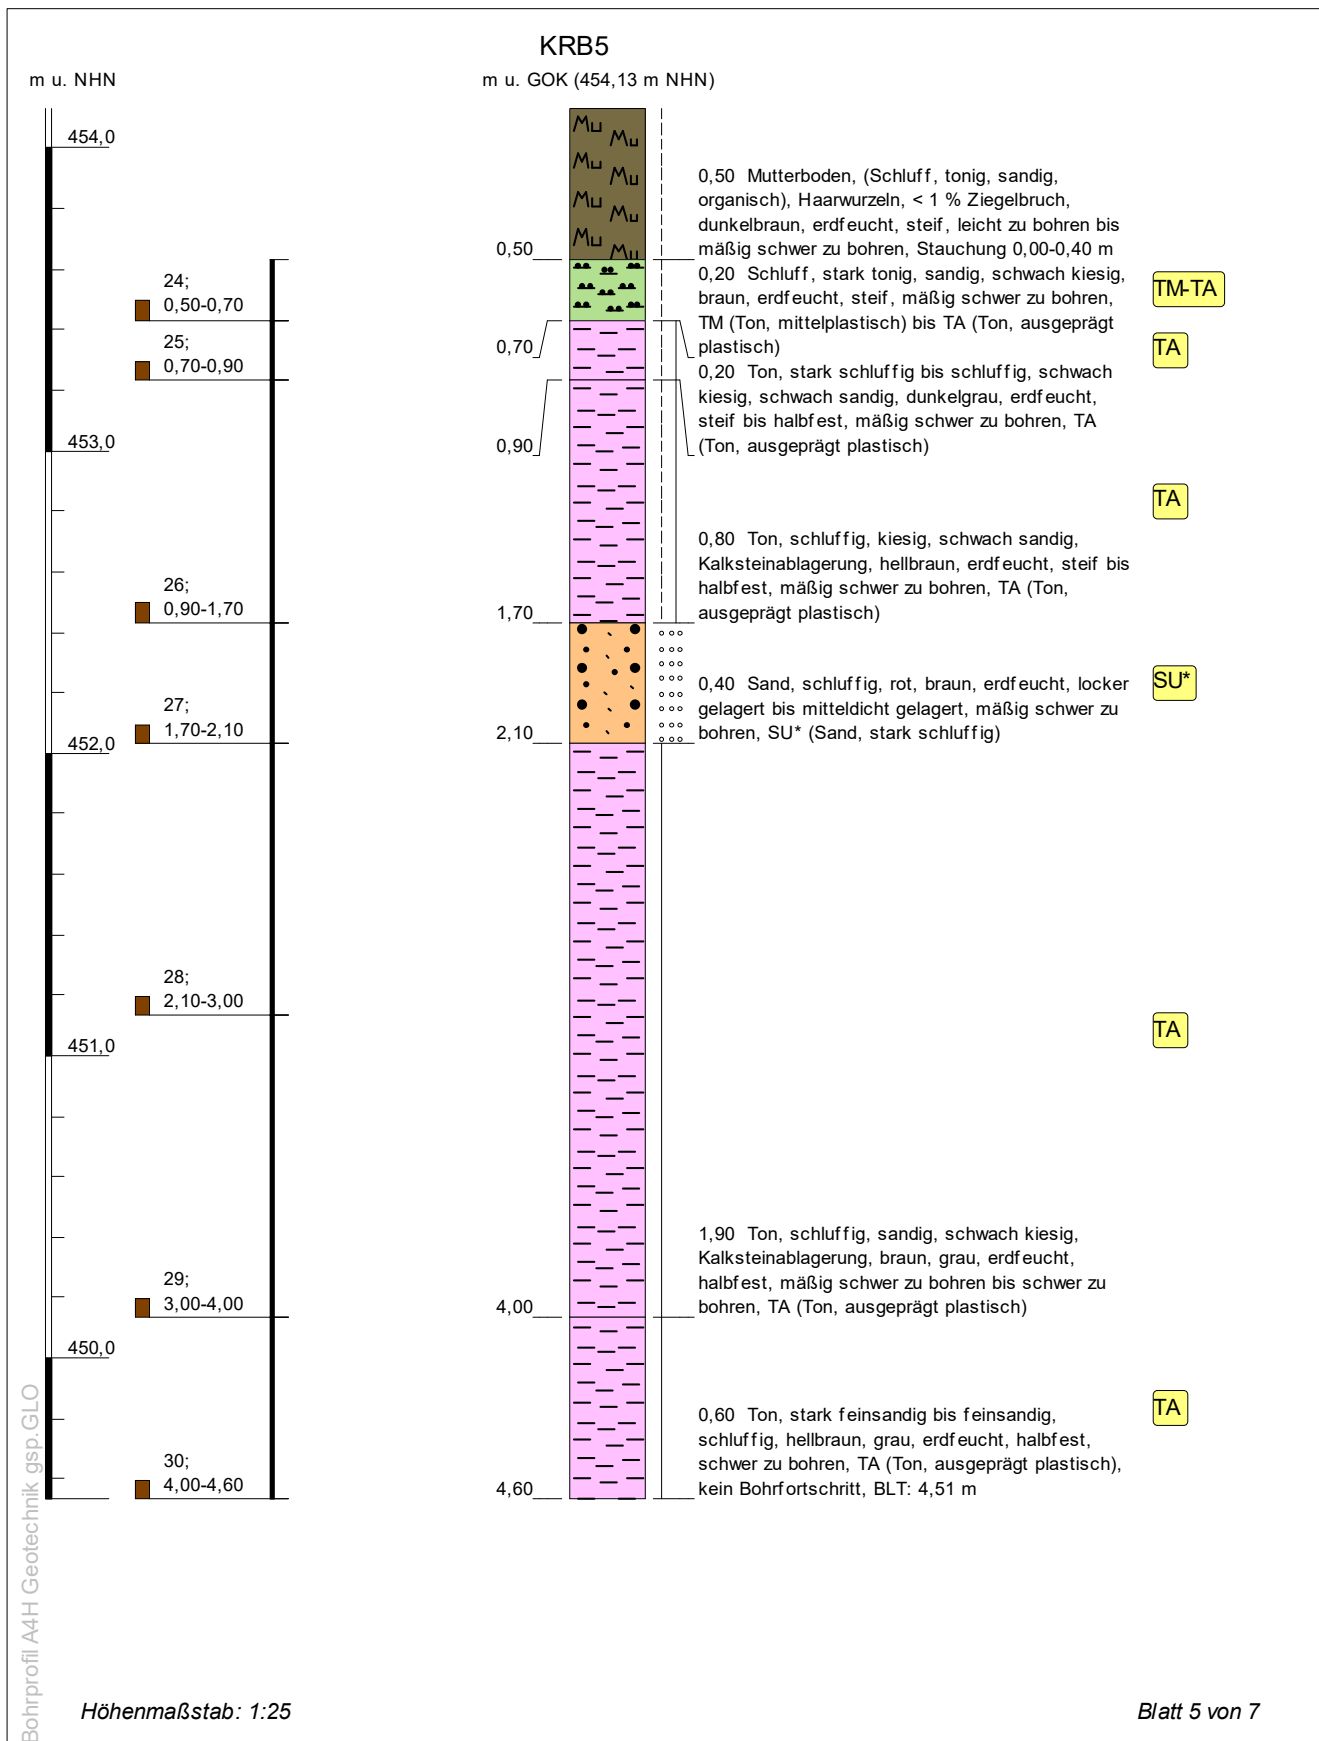 KRB5
m u. NHN
m u. GOK (454,13 m NHN)
454,0
0,50 Mutterboden, (Schluff, tonig, sandig,
organisch), Haarwurzeln, < 1 % Ziegelbruch,
dunkelbraun, erdfeucht, steif, leicht zu bohren bis
mäßig schwer zu bohren, Stauchung 0,00-0,40 m
0,50
0,20 Schluff, stark tonig, sandig, schwach kiesig,
braun, erdfeucht, steif, mäßig schwer zu bohren,
TM (Ton, mittelplastisch) bis TA (Ton, ausgeprägt
plastisch)
TM-TA
24;
0,50-0,70
0,70
TA
25;
0,70-0,90
0,20 Ton, stark schluffig bis schluffig, schwach
kiesig, schwach sandig, dunkelgrau, erdfeucht,
steif bis halbfest, mäßig schwer zu bohren, TA
(Ton, ausgeprägt plastisch)
0,90
453,0
TA
0,80 Ton, schluffig, kiesig, schwach sandig,
Kalksteinablagerung, hellbraun, erdfeucht, steif bis
halbfest, mäßig schwer zu bohren, TA (Ton,
ausgeprägt plastisch)
26;
0,90-1,70
1,70
0,40 Sand, schluffig, rot, braun, erdfeucht, locker
gelagert bis mitteldicht gelagert, mäßig schwer zu
bohren, SU* (Sand, stark schluffig)
SU*
27;
1,70-2,10
2,10
452,0
28;
2,10-3,00
451,0
TA
1,90 Ton, schluffig, sandig, schwach kiesig,
Kalksteinablagerung, braun, grau, erdfeucht,
halbfest, mäßig schwer zu bohren bis schwer zu
bohren, TA (Ton, ausgeprägt plastisch)
29;
3,00-4,00
4,00
450,0
TA
0,60 Ton, stark feinsandig bis feinsandig,
schluffig, hellbraun, grau, erdfeucht, halbfest,
schwer zu bohren, TA (Ton, ausgeprägt plastisch),
kein Bohrfortschritt, BLT: 4,51 m
30;
4,00-4,60
4,60
Bohrprofil A4H Geotechnik gsp.GLO
Höhenmaßstab: 1:25
Blatt 5 von 7
Mu Mu
Mu Mu
Mu Mu
Mu Mu